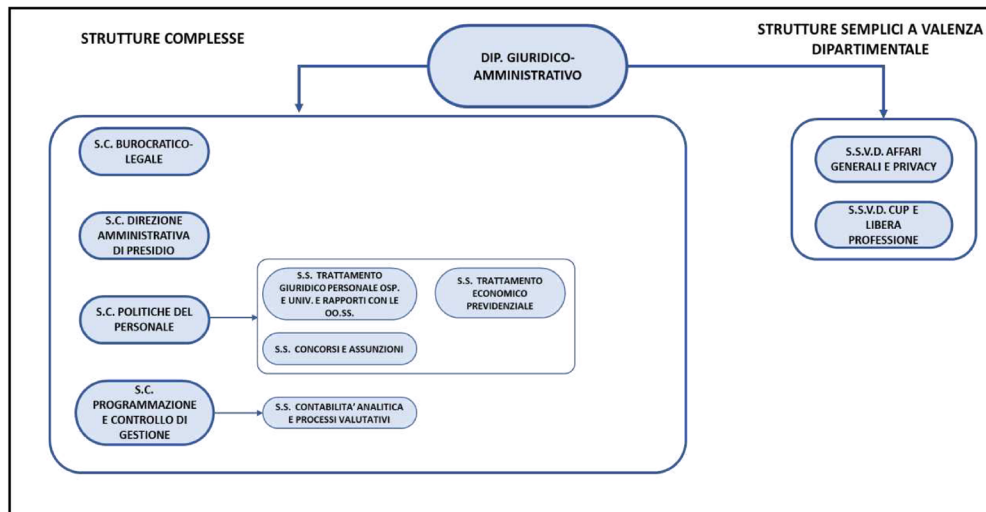 STRUTTURE COMPLESSE
DIP. GIURIDICO-
AMMINISTRATIVO
STRUTTURE SEMPLICI A VALENZA
DIPARTIMENTALE
S.C. BUROCRATICO-
LEGALE
S.C. DIREZIONE
AMMINISTRATIVA
DI PRESIDIO
S.C. POLITICHE DEL
PERSONALE
S.S. TRATTAMENTO
GIURIDICO PERSONALE OSP.
E UNIV. E RAPPORTI CON LE
OO.SS.
S.S. TRATTAMENTO
ECONOMICO
PREVIDENZIALE
S.S. CONCORSI E ASSUNZIONI
S.C.
PROGRAMMAZIONE
E CONTROLLO DI
GESTIONE
S.S. CONTABILITA' ANALITICA
E PROCESSI VALUTATIVI
S.S.V.D. AFFARI
GENERALI E PRIVACY
S.S.V.D. CUP E
LIBERA
PROFESSIONE